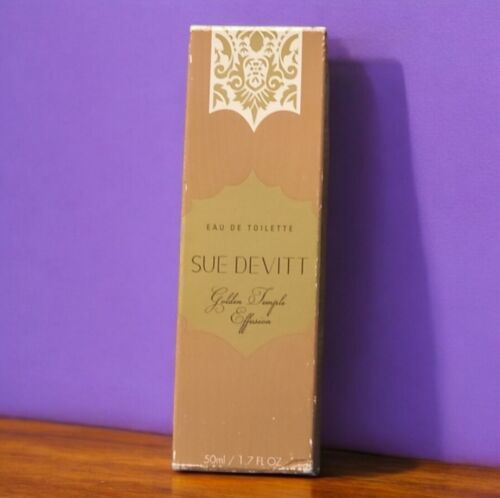 EAU DE TOILETTE
SUE DEVITT
Golden Temple
Effusion
50ml / 1.7 FL OZ